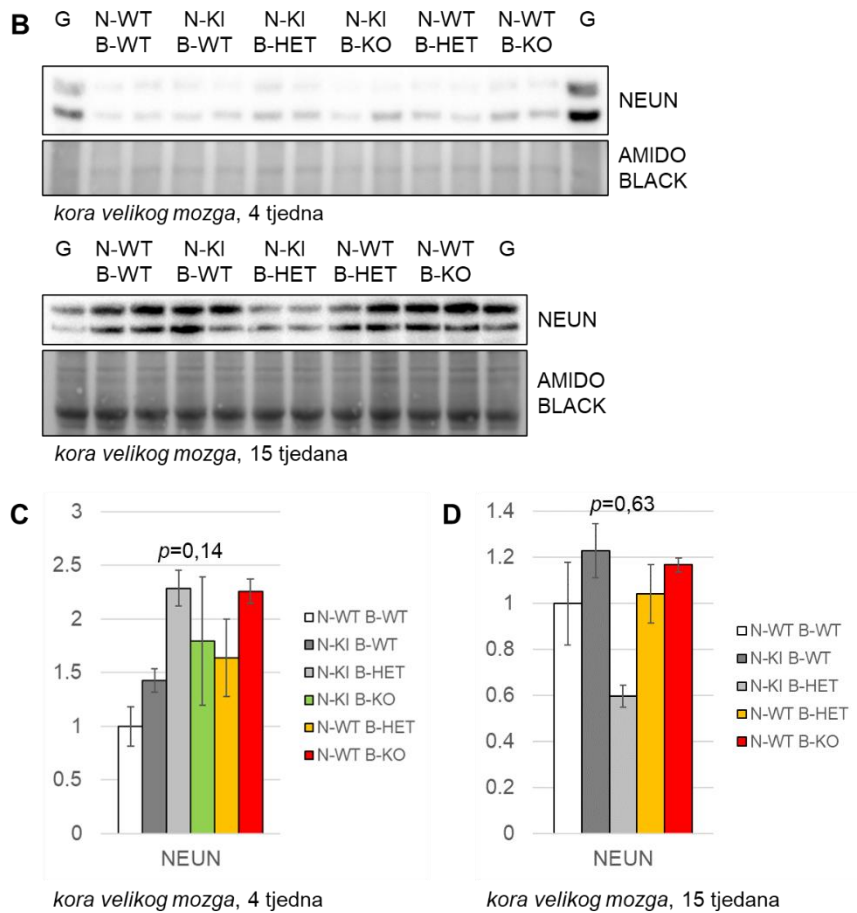 B
G N-WT N-KI N-KI N-KI N-WT N-WT G
B-WT B-WT B-HET B-KO B-HET B-KO
NEUN
AMIDO
BLACK
kora velikog mozga, 4 tjedna
G N-WT N-KI N-KI N-WT N-WT G
B-WT B-WT B-HET B-HET B-KO
NEUN
AMIDO
BLACK
kora velikog mozga, 15 tjedana
C
3
2.5
2
1.5
1
0.5
0
p=0,14
NEUN
N-WT B-WT
N-KI B-WT
N-KI B-HET
N-KI B-KO
N-WT B-HET
N-WT B-KO
kora velikog mozga, 4 tjedna
D
1.4
1.2
1
0.8
0.6
0.4
0.2
0
p=0,63
NEUN
N-WT B-WT
N-KI B-WT
N-KI B-HET
N-WT B-HET
N-WT B-KO
kora velikog mozga, 15 tjedana